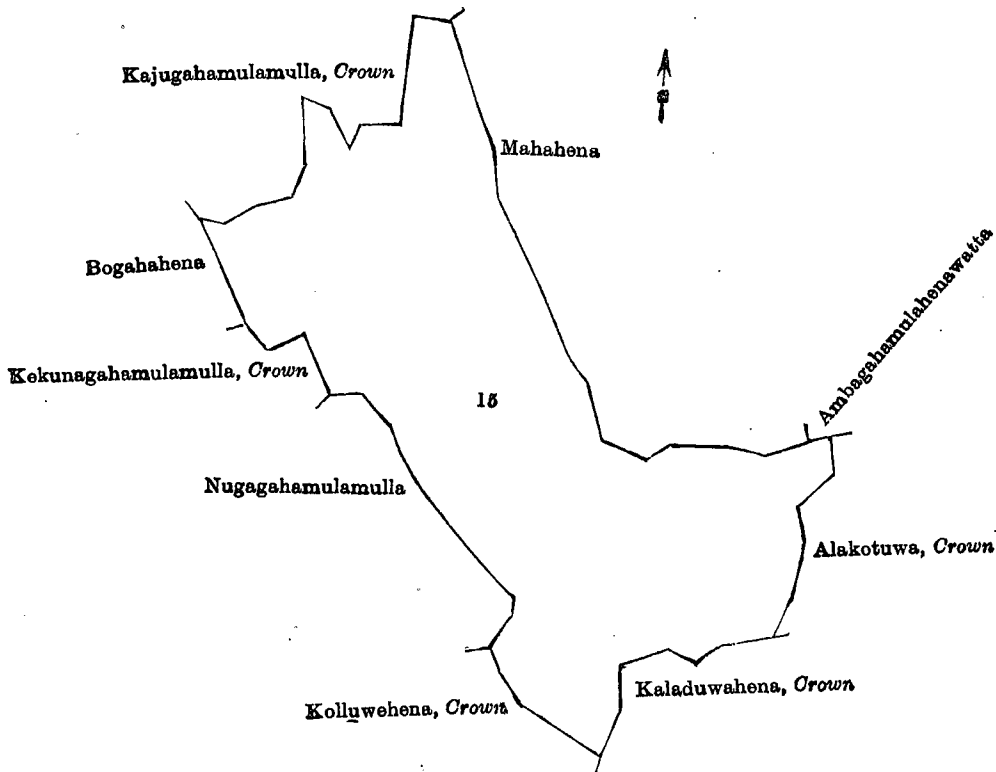 Kajugahamulamulla, Crown
Mahahena
Ambagahamulahenawatta
Bogahahena
Kekunagahamulamulla, Crown
15
Nugagahamulamulla
Alakotuwa, Crown
Kaladuwahena, Crown
Kolluwehena, Crown